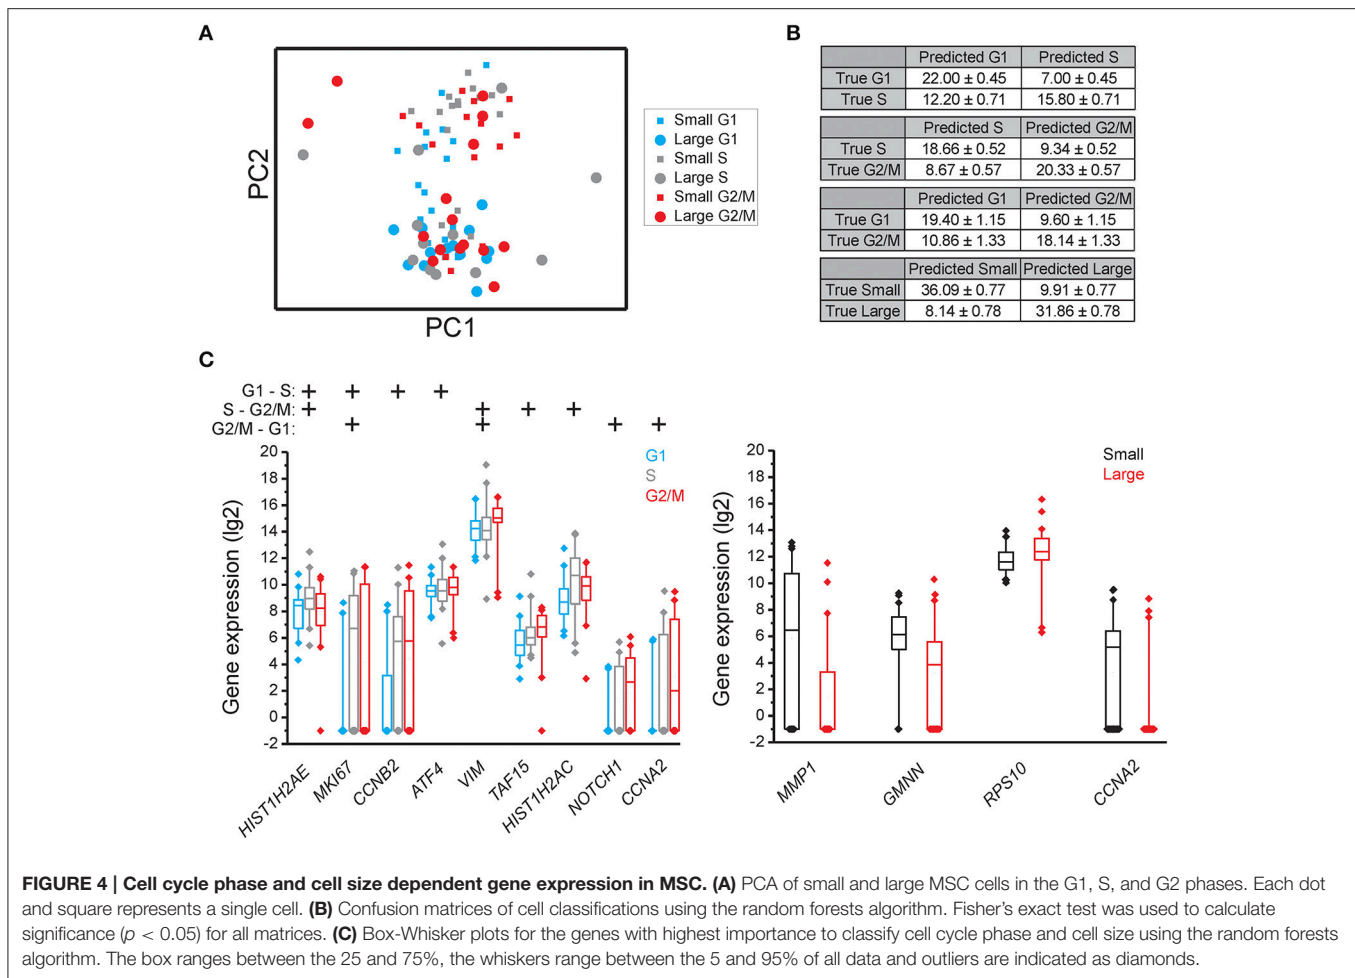 A
PC2
PC1
Small G1
Large G1
Small S
Large S
Small G2/M
Large G2/M
B
Predicted G1 Predicted S
True G1 22.00 ± 0.45 7.00 ± 0.45
True S 12.20 ± 0.71 15.80 ± 0.71
Predicted S Predicted G2/M
True S 18.66 ± 0.52 9.34 ± 0.52
True G2/M 8.67 ± 0.57 20.33 ± 0.57
Predicted G1 Predicted G2/M
True G1 19.40 ± 1.15 9.60 ± 1.15
True G2/M 10.86 ± 1.33 18.14 ± 1.33
Predicted Small Predicted Large
True Small 36.09 ± 0.77 9.91 ± 0.77
True Large 8.14 ± 0.78 31.86 ± 0.78
C
G1 - S: + + + +
S - G2/M: + + + +
G2/M - G1: + + + +
Gene expression (lg2)
20
18
16
14
12
10
8
6
4
2
0
-2
G1
S
G2/M
HIST1H2AE
MKI67
CCNB2
ATF4
VIM
TAF15
HIST1H2AC
NOTCH1
CCNA2
Gene expression (lg2)
20
18
16
14
12
10
8
6
4
2
0
-2
Small
Large
MMP1
GMNN
RPS10
CCNA2
FIGURE 4 | Cell cycle phase and cell size dependent gene expression in MSC. (A) PCA of small and large MSC cells in the G1, S, and G2 phases. Each dot
and square represents a single cell. (B) Confusion matrices of cell classifications using the random forests algorithm. Fisher's exact test was used to calculate
significance (p < 0.05) for all matrices. (C) Box-Whisker plots for the genes with highest importance to classify cell cycle phase and cell size using the random forests
algorithm. The box ranges between the 25 and 75%, the whiskers range between the 5 and 95% of all data and outliers are indicated as diamonds.